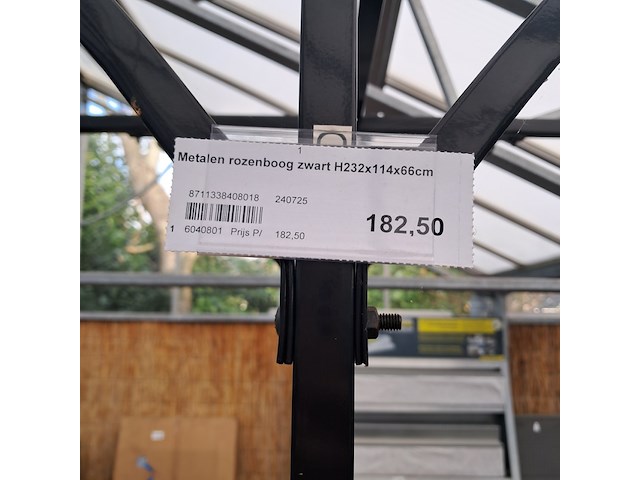 1
Metalen rozenboog zwart H232x114x66cm
8711338408018 240725
182,50
1 6040801 Prijs P/ 182,50